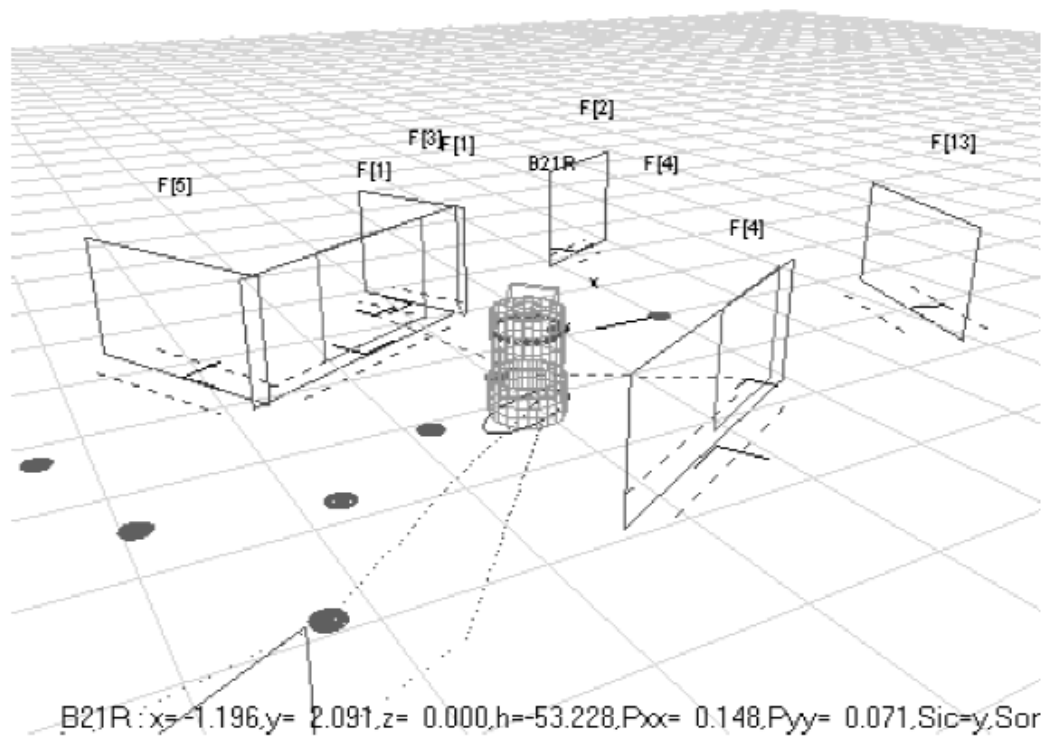 F[2]
F[3]
F[1]
F[13]
F[1]
B21R
F[4]
F[5]
F[4]
x
B21R : x=-1.196,y= 2.091,z= 0.000,h=-53.228,Pxx= 0.148,Pyy= 0.071,Sic=y,Sor